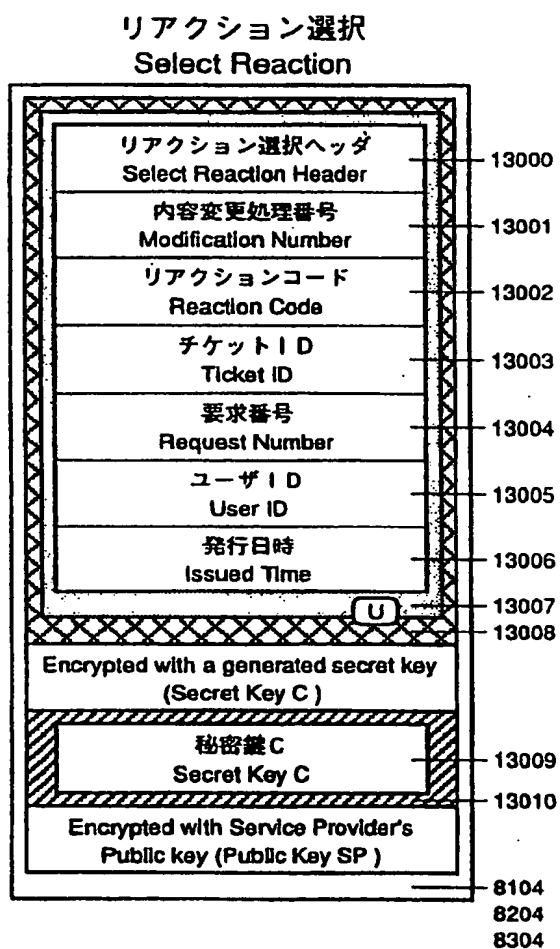 リアクション選択
Select Reaction
リアクション選択ヘッダ
Select Reaction Header
13000
内容変更処理番号
Modification Number
13001
リアクションコード
Reaction Code
13002
チケットID
Ticket ID
13003
要求番号
Request Number
13004
ユーザID
User ID
13005
発行日時
Issued Time
13006
U
13007
13008
Encrypted with a generated secret key
(Secret Key C )
秘密鍵C
Secret Key C
13009
13010
Encrypted with Service Provider's
Public key (Public Key SP )
8104
8204
8304